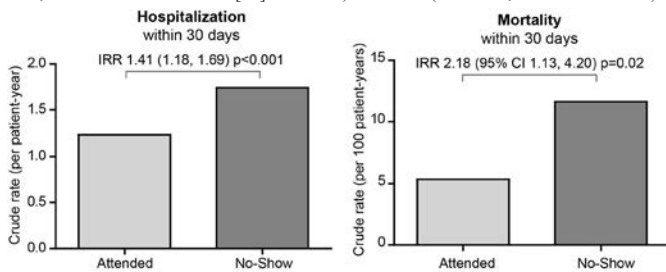 Hospitalization
within 30 days
IRR 1.41 (1.18, 1.69) p<0.001
Crude rate (per patient-year)
2.0
1.5
1.0
0.5
0.0
Attended
No-Show
Mortality
within 30 days
IRR 2.18 (95% CI 1.13, 4.20) p=0.02
Crude rate (per 100 patient-years)
15
10
5
0
Attended
No-Show